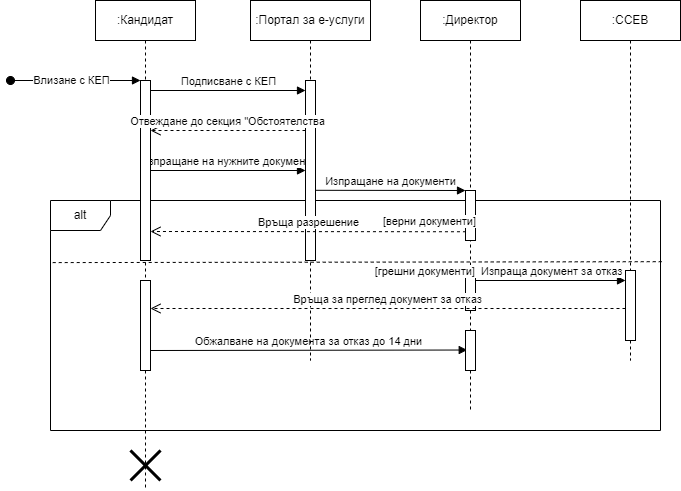 :Кандидат
:Портал за е-услуги
:Директор
:ССЕВ
Влизане с КЕП
Подписване с КЕП
Отвеждане до секция "Обстоятелства
зпращане на нужните докумен
Изпращане на документи
alt
Връща разрешение
[верни документи]
[грешни документи]
Изпраща документ за отказ
Връща за преглед документ за отказ
Обжалване на документа за отказ до 14 дни